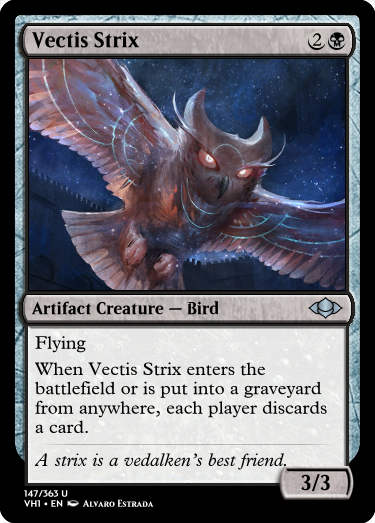 Vectis Strix 2
Artifact Creature — Bird
Flying
When Vectis Strix enters the
battlefield or is put into a graveyard
from anywhere, each player discards
a card.
A strix is a vedalken's best friend.
3/3
147/363 U
VH1 • EN Alvaro Estrada